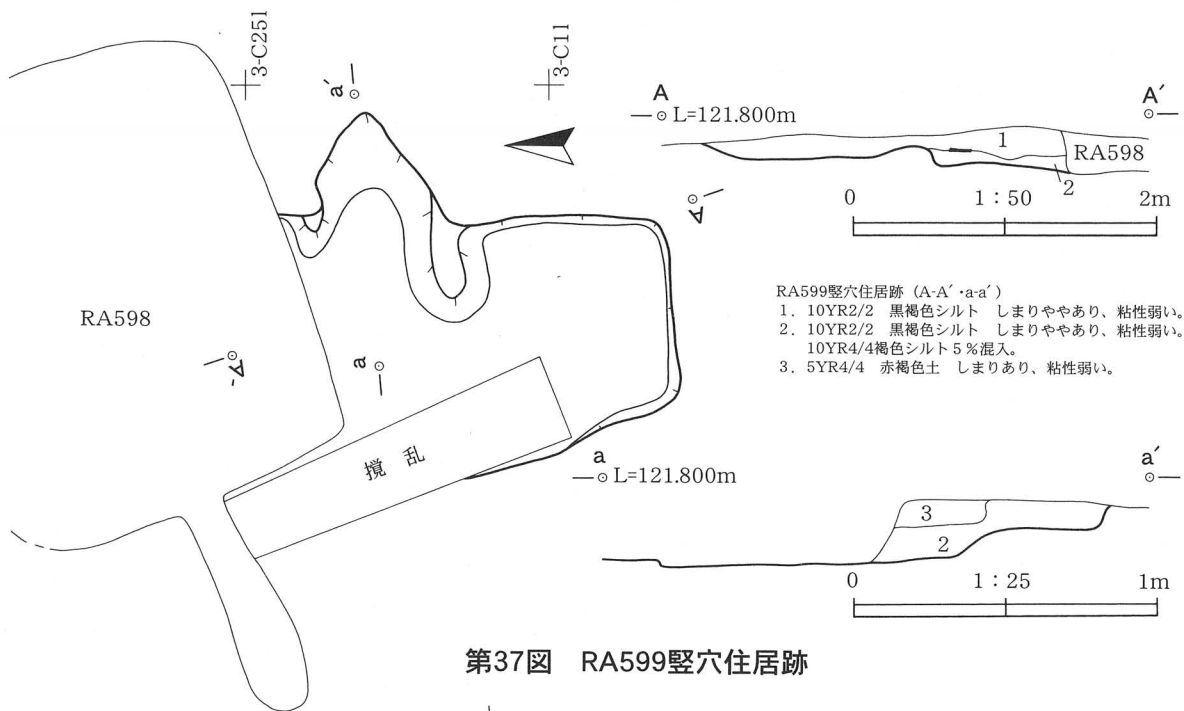 3-C251
3-C11
a´
A
L=121.800m
A´
1
RA598
2
0
1：50
2m
A
RA599竪穴住居跡（A-A´・a-a´）
1．10YR2/2　黒褐色シルト　しまりややあり、粘性弱い。
2．10YR2/2　黒褐色シルト　しまりややあり、粘性弱い。
10YR4/4褐色シルト5％混入。
3．5YR4/4　赤褐色土　しまりあり、粘性弱い。
RA598
A´
a
撹乱
a
L=121.800m
a´
3
2
0
1：25
1m
第37図　RA599竪穴住居跡